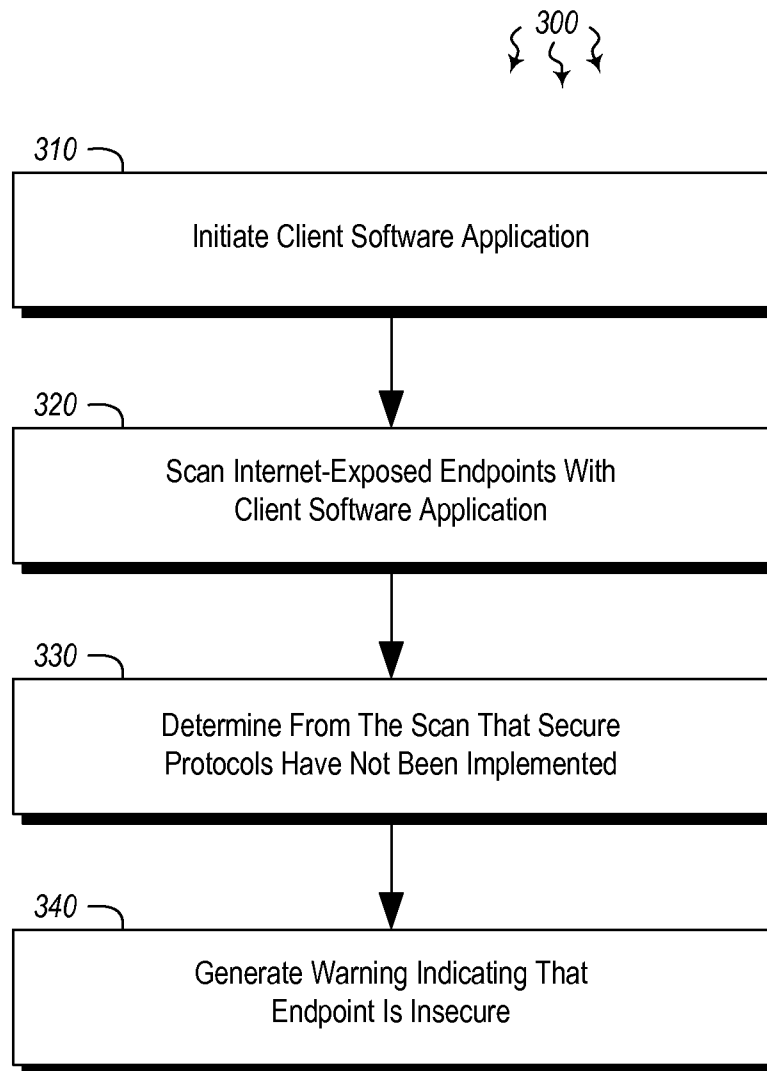 300
310
Initiate Client Software Application
320
Scan Internet-Exposed Endpoints With
Client Software Application
330
Determine From The Scan That Secure
Protocols Have Not Been Implemented
340
Generate Warning Indicating That
Endpoint Is Insecure